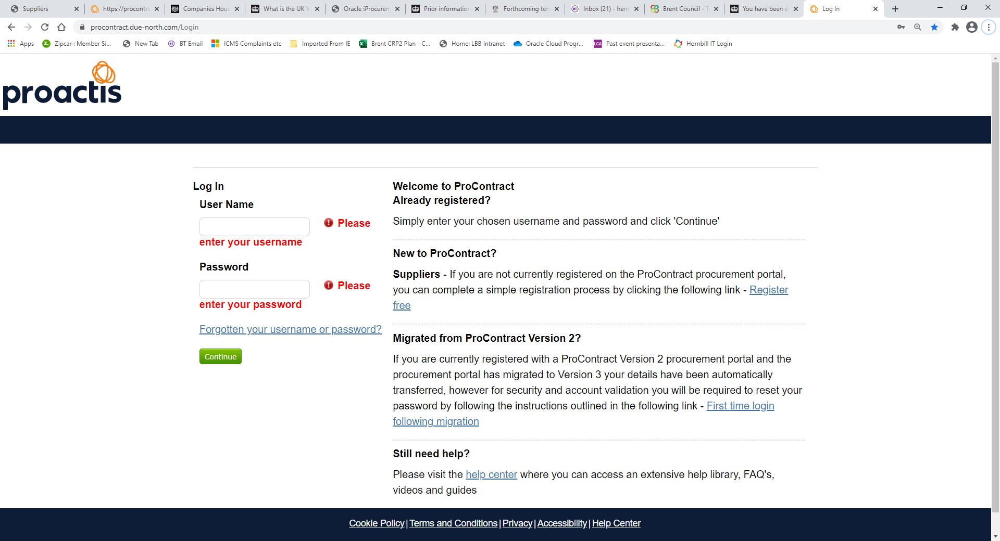 Suppliers
https://procontra
Companies Hous
What is the UK V
Oracle iProcurem
Prior information
Forthcoming ten
Inbox (21) - henr
Brent Council - T
You have been si
Log In
procontract.due-north.com/Login
Apps
Zipcar : Member Si...
New Tab
BT Email
ICMS Complaints etc
Imported From IE
Brent CRP2 Plan - C...
Home: LBB Intranet
Oracle Cloud Progr...
LGA
Past event presenta...
Hornbill IT Login
proactis
Log In
User Name
Please
enter your username
Password
Please
enter your password
Forgotten your username or password?
Continue
Welcome to ProContract
Already registered?
Simply enter your chosen username and password and click 'Continue'
New to ProContract?
Suppliers - If you are not currently registered on the ProContract procurement portal,
you can complete a simple registration process by clicking the following link - Register
free
Migrated from ProContract Version 2?
If you are currently registered with a ProContract Version 2 procurement portal and the
procurement portal has migrated to Version 3 your details have been automatically
transferred, however for security and account validation you will be required to reset your
password by following the instructions outlined in the following link - First time login
following migration
Still need help?
Please visit the help center where you can access an extensive help library, FAQ's,
videos and guides
Cookie Policy | Terms and Conditions | Privacy | Accessibility | Help Center